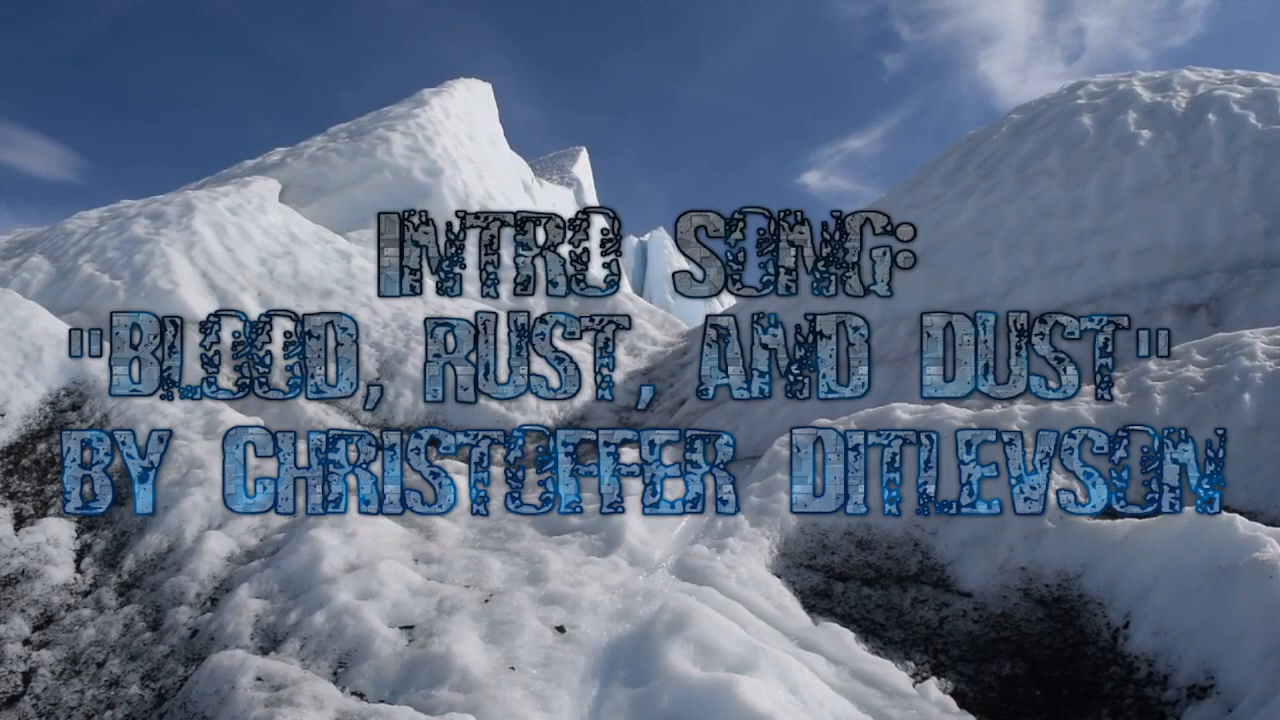 INTRO SONG:
"BLOOD, RUST, AND DUST"
BY CHRISTOFFER DITLEVSON